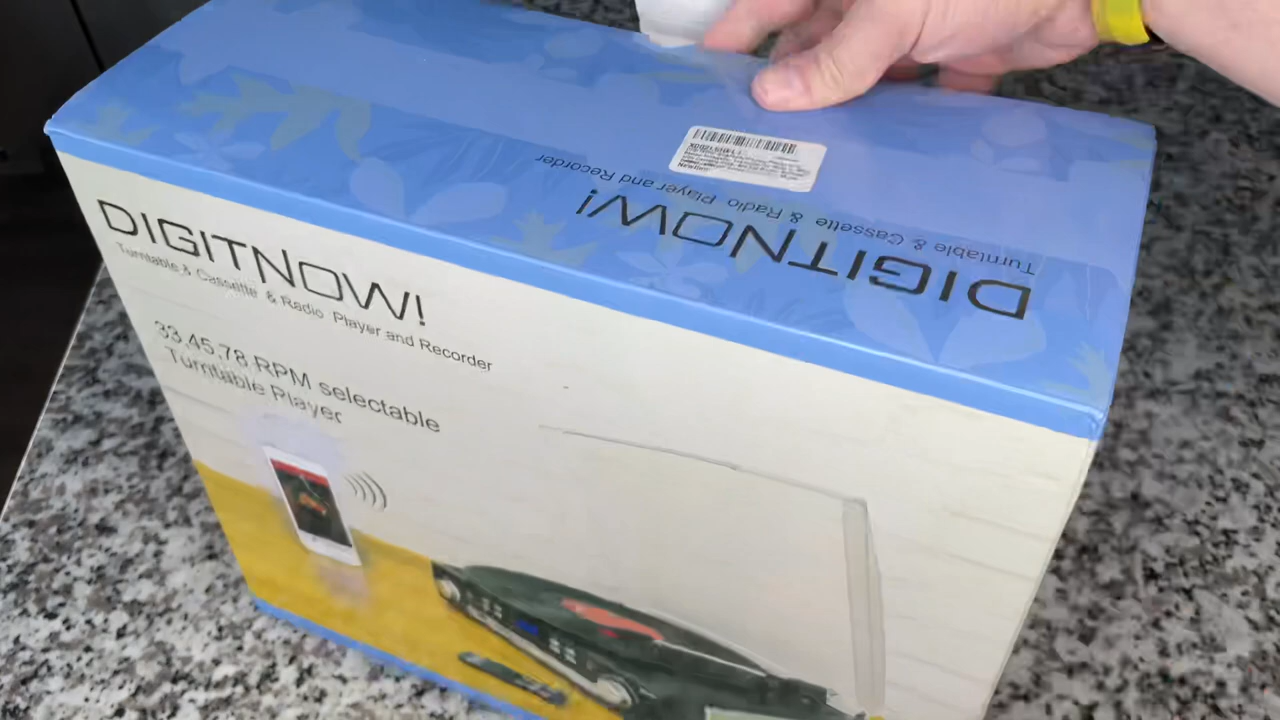 DIGITNOW!
Turntable & Cassette & Radio Player and Recorder
DIGITNOW!
Turntable & Cassette & Radio Player and Recorder
33,45,78 RPM selectable
Turntable Player